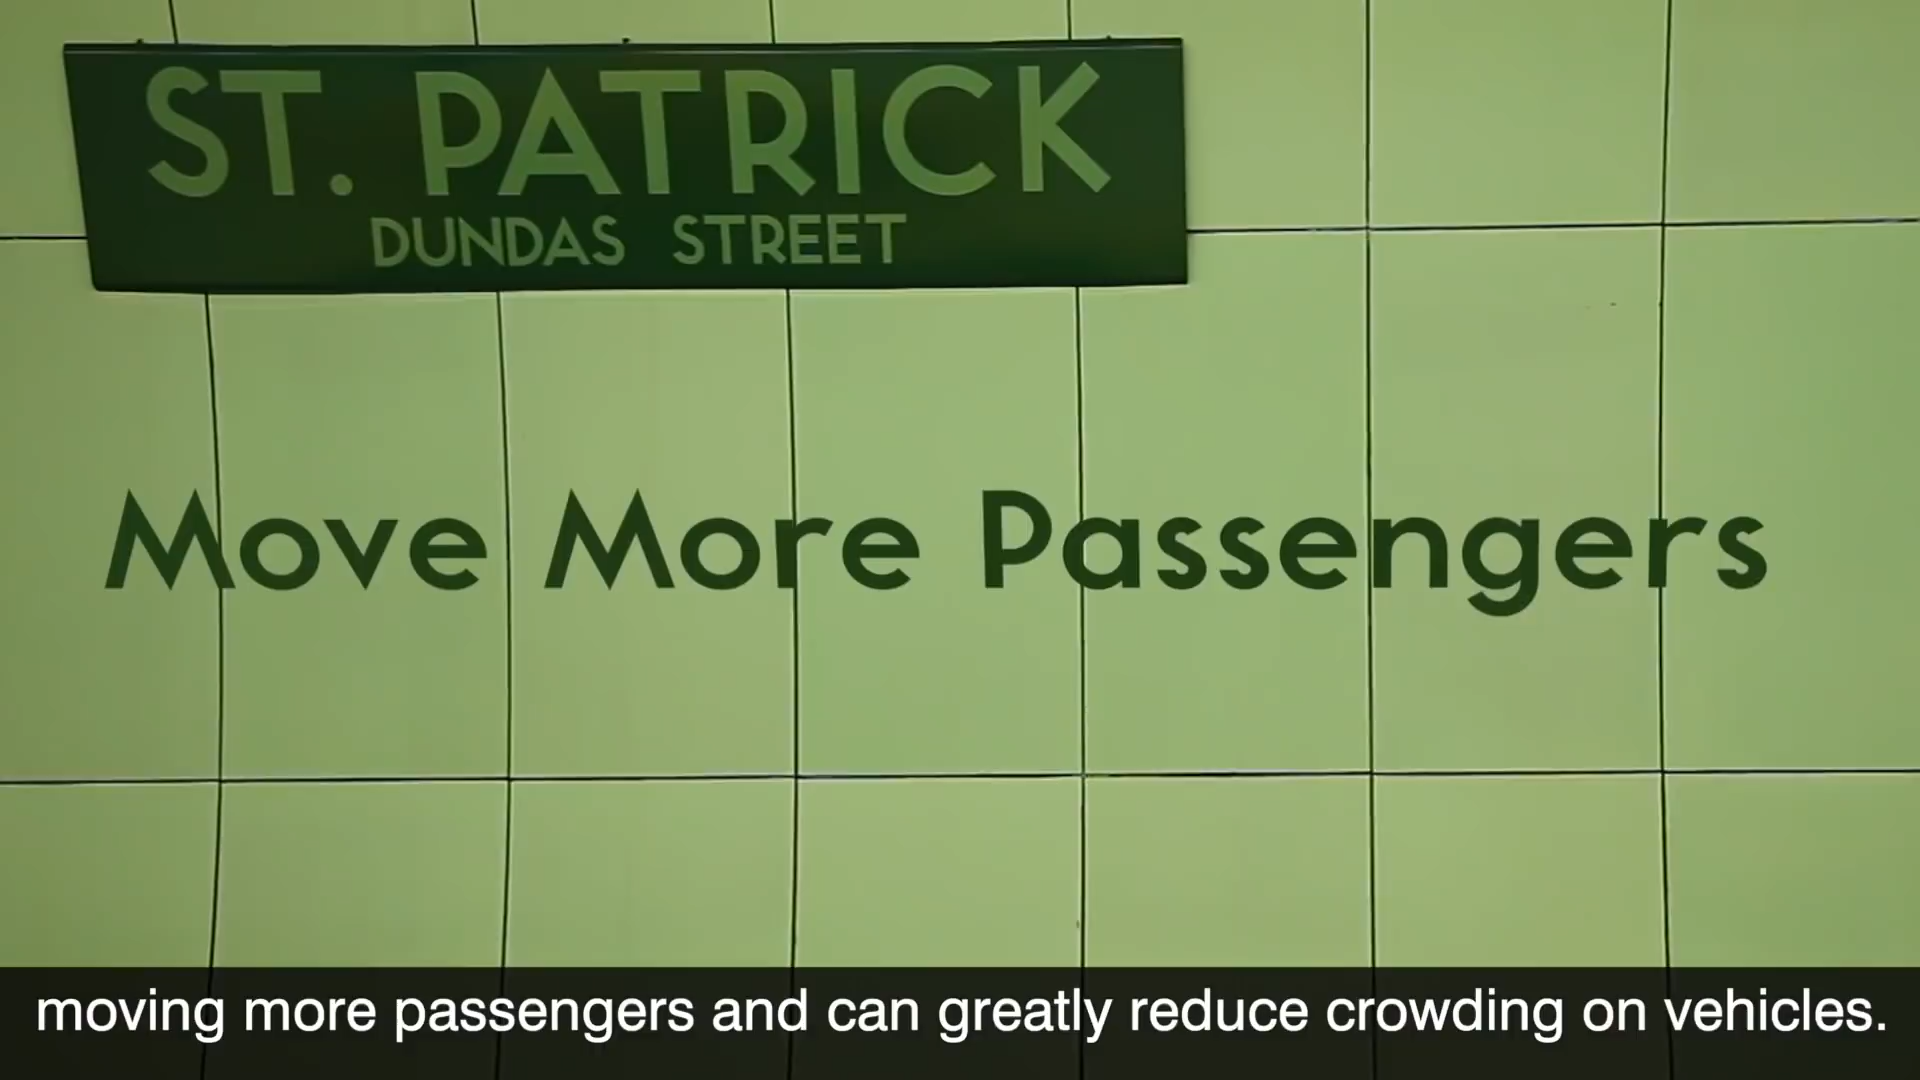 ST. PATRICK
DUNDAS STREET
Move More Passengers
moving more passengers and can greatly reduce crowding on vehicles.